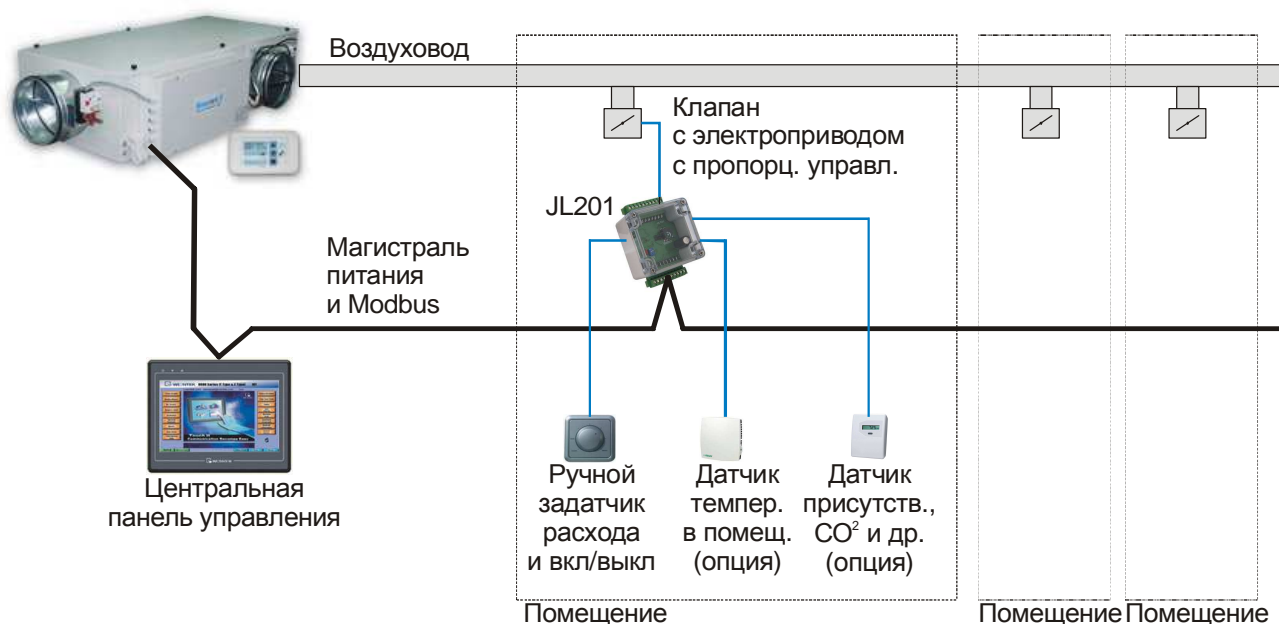 Воздуховод
Клапан
с электроприводом
с пропорц. управл.
JL201
Магистраль
питания
и Modbus
Центральная
панель управления
Ручной
задатчик
расхода
и вкл/выкл
Датчик
темпер.
в помещ.
(опция)
Датчик
присутств.,
CO² и др.
(опция)
Помещение
Помещение
Помещение